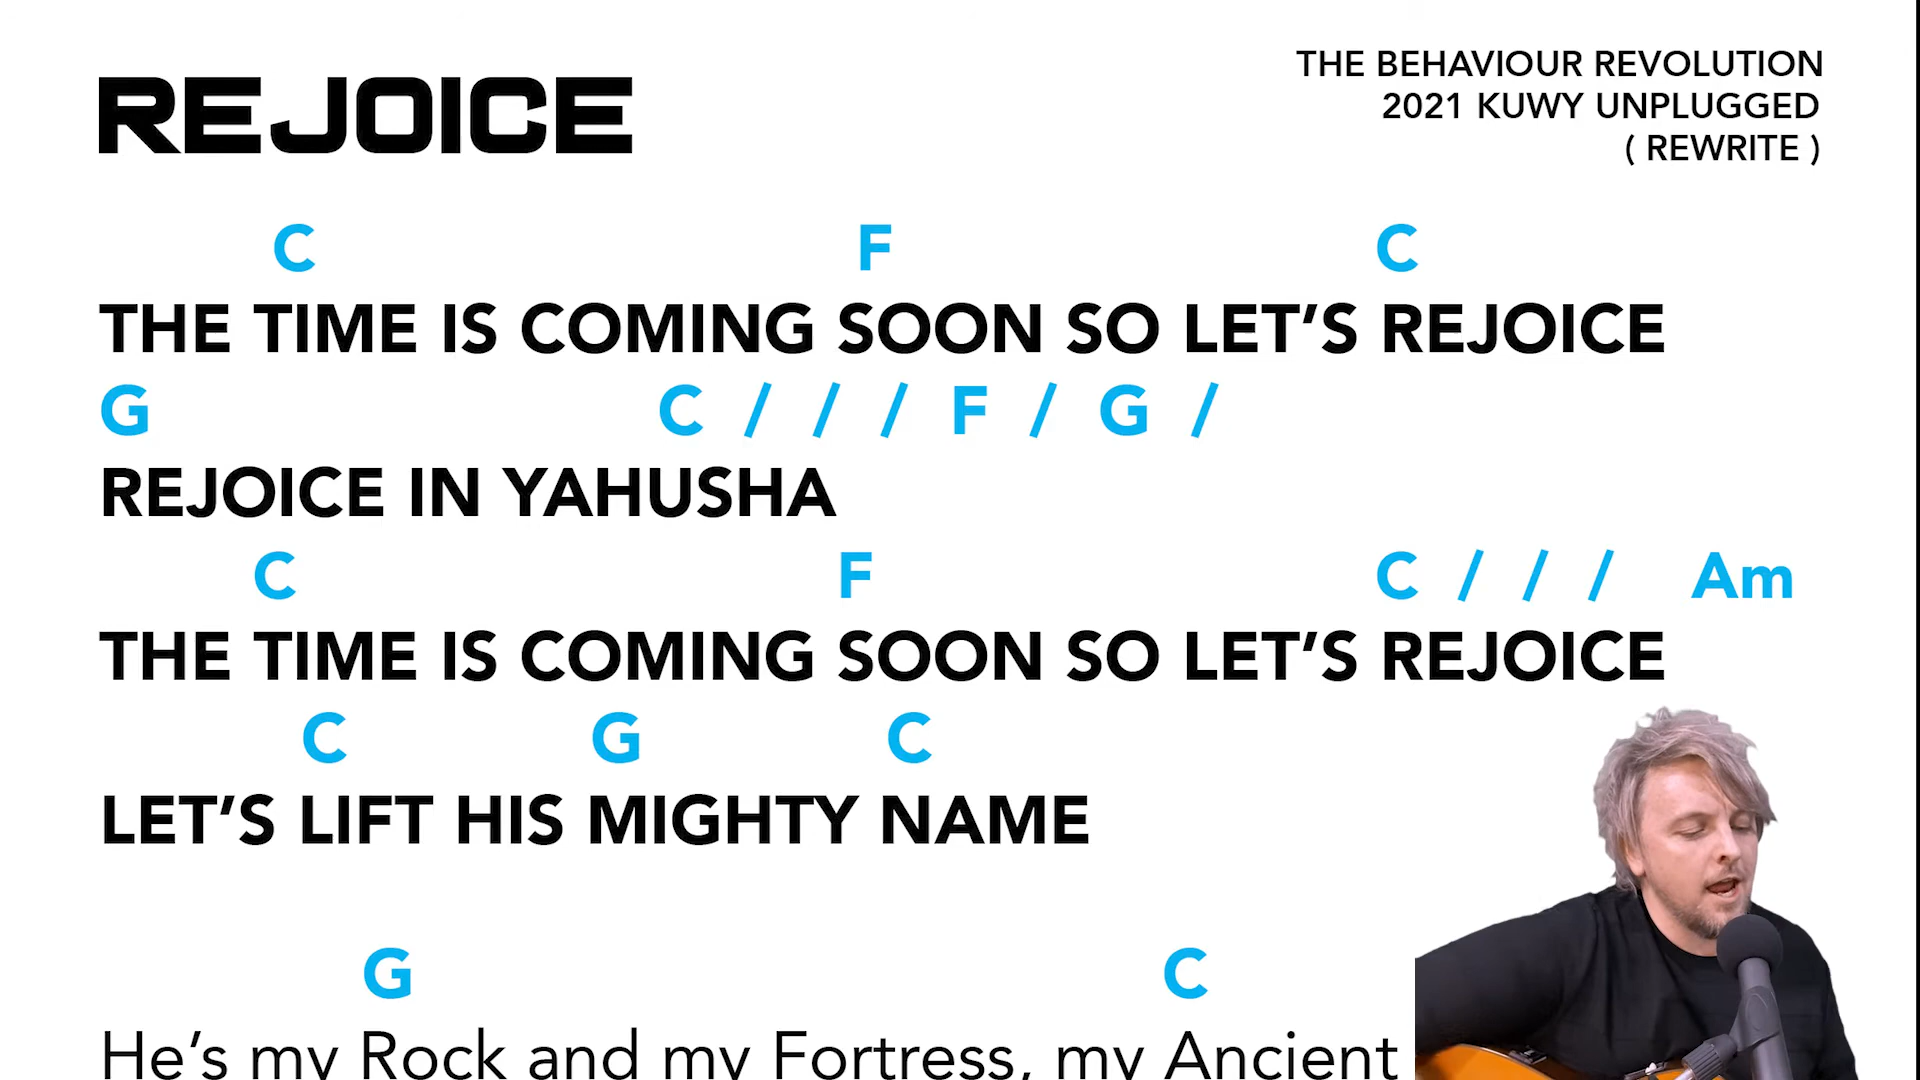 REJOICE
THE BEHAVIOUR REVOLUTION
2021 KUWY UNPLUGGED
( REWRITE )
C F C
THE TIME IS COMING SOON SO LET’S REJOICE
G C / / / F / G /
REJOICE IN YAHUSHA
C F C / / / Am
THE TIME IS COMING SOON SO LET’S REJOICE
C G C
LET’S LIFT HIS MIGHTY NAME
G C
He’s my Rock and my Fortress, my Ancient